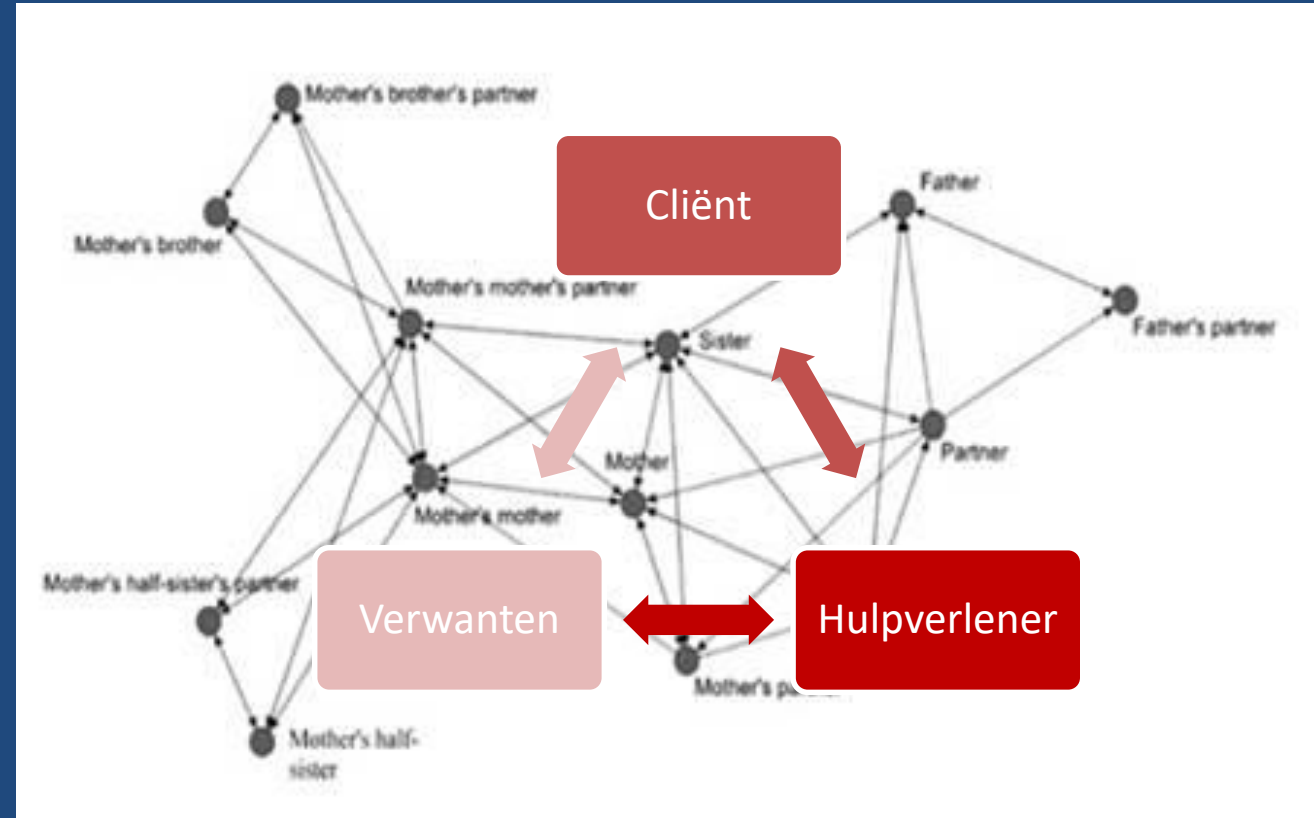 Mother's brother's partner
Cliënt
Father
Mother's brother
Mother's mother's partner
Father's partner
Sister
Partner
Mother
Mother's mother
Mother's half-sister's partner
Verwanten
Hulpverlener
Mother's
Mother's half-
sister